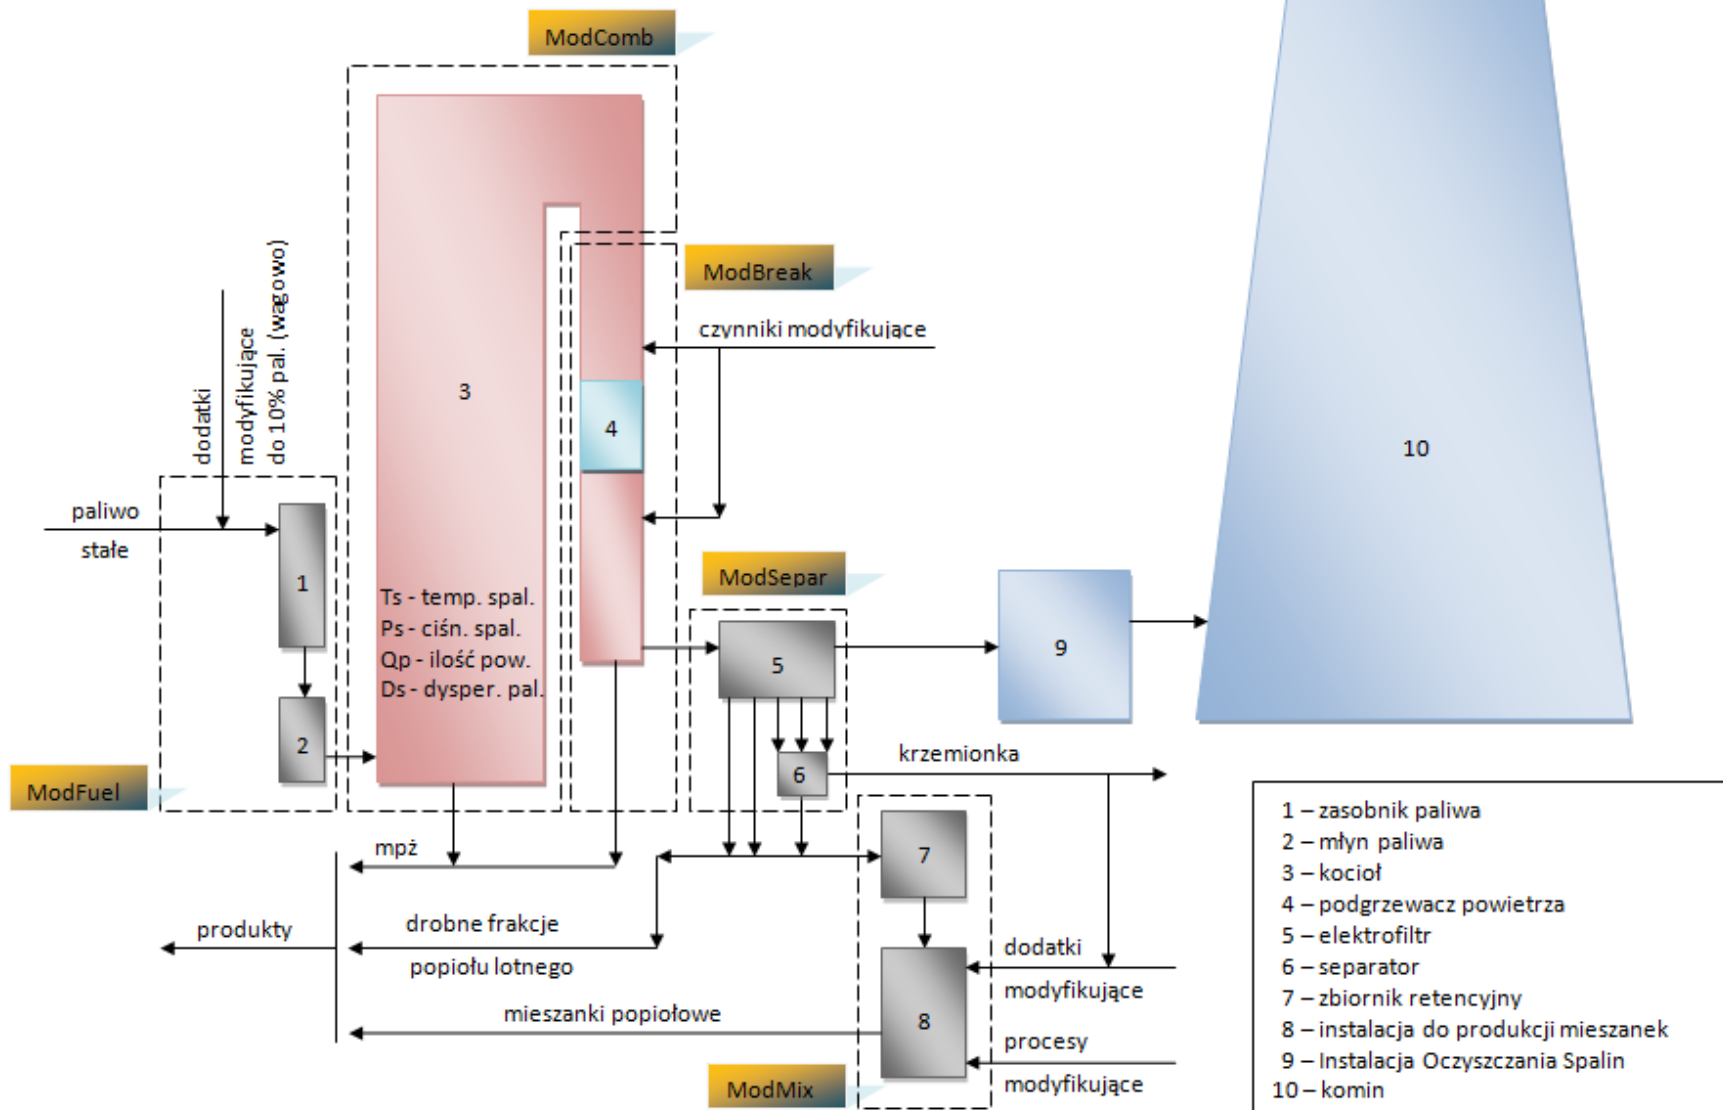 ModComb
ModBreak
czynniki modyfikujące
dodatki
modyfikujące
do 10% pal. (wagowo)
3
4
10
paliwo
stałe
1
ModSepar
Ts - temp. spal.
Ps - ciśn. spal.
Qp - ilość pow.
Ds - dysper. pal.
5
9
2
6
krzemionka
ModFuel
mpż
7
produkty
drobne frakcje
popiołu lotnego
dodatki
modyfikujące
mieszanki popiołowe
8
procesy
modyfikujące
ModMix
1 – zasobnik paliwa
2 – młyn paliwa
3 – kocioł
4 – podgrzewacz powietrza
5 – elektrofiltr
6 – separator
7 – zbiornik retencyjny
8 – instalacja do produkcji mieszanek
9 – Instalacja Oczyszczania Spalin
10 – komin